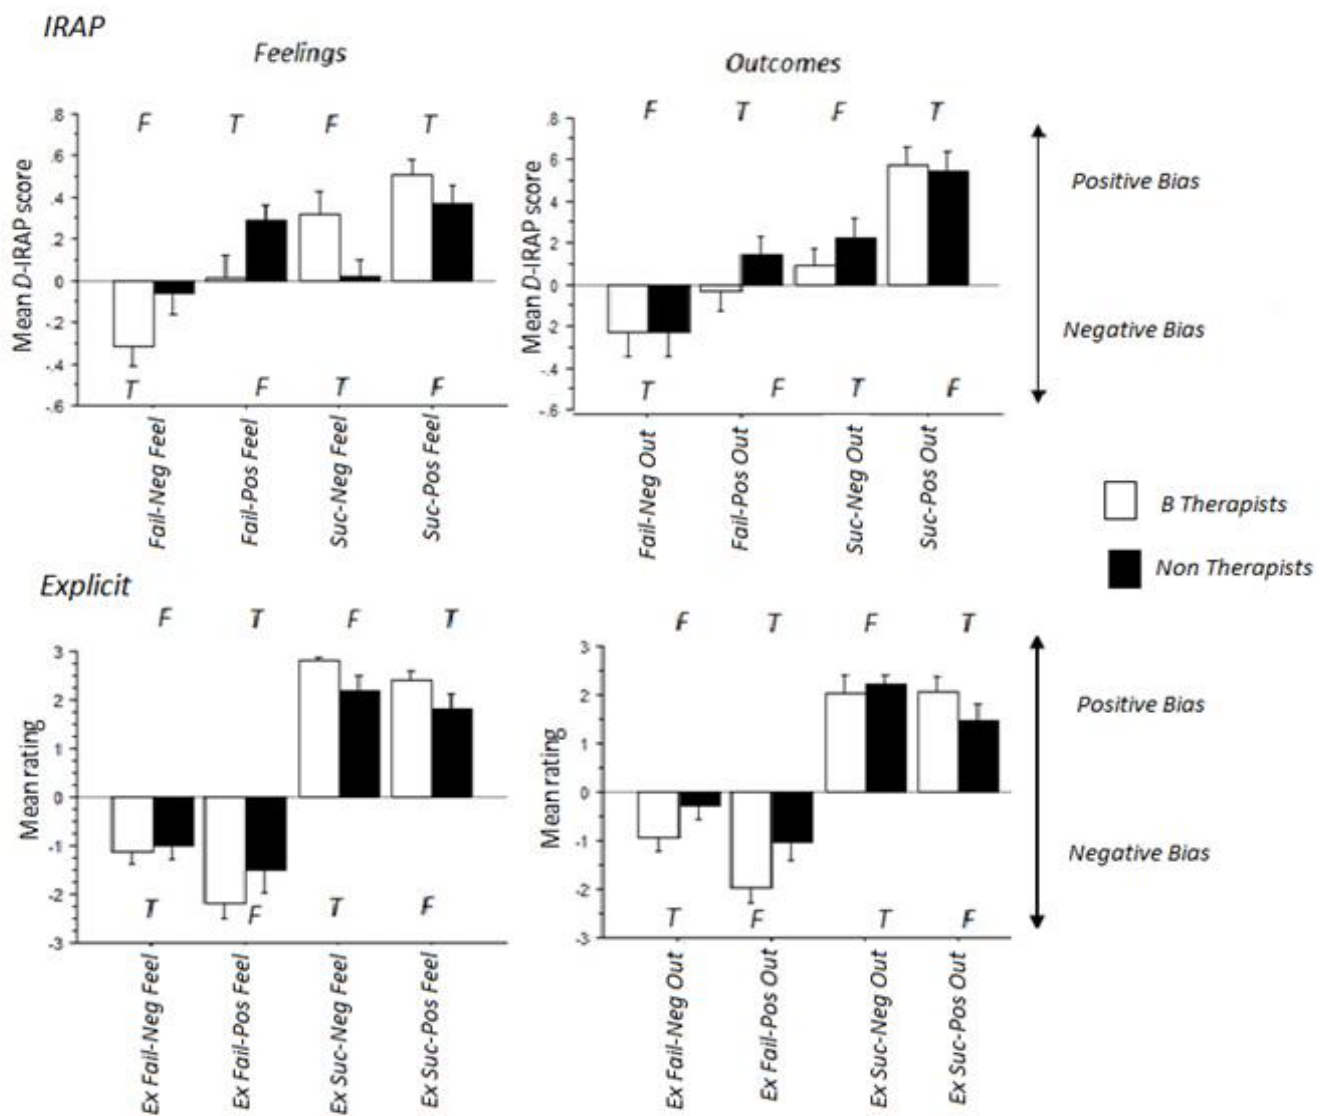 IRAP
Feelings
Outcomes
F T F T
F T F T
.8
.6
.4
.2
0
-.2
-.4
-.6
Mean D-IRAP score
T F T F
Fail-Neg Feel
Fail-Pos Feel
Suc-Neg Feel
Suc-Pos Feel
.8
.6
4
.2
0
-.2
-.4
-.6
Mean D-IRAP score
T F T F
Fail-Neg Out
Fail-Pos Out
Suc-Neg Out
Suc-Pos Out
Positive Bias
Negative Bias
B Therapists
Non Therapists
Explicit
F T F T
3
2
1
0
-1
-2
-3
Mean rating
T F T F
Ex Fail-Neg Feel
Ex Fail-Pos Feel
Ex Suc-Neg Feel
Ex Suc-Pos Feel
F T F T
3
2
1
0
-1
-2
-3
Mean rating
T F T F
Ex Fail-Neg Out
Ex Fail-Pos Out
Ex Suc-Neg Out
Ex Suc-Pos Out
Positive Bias
Negative Bias